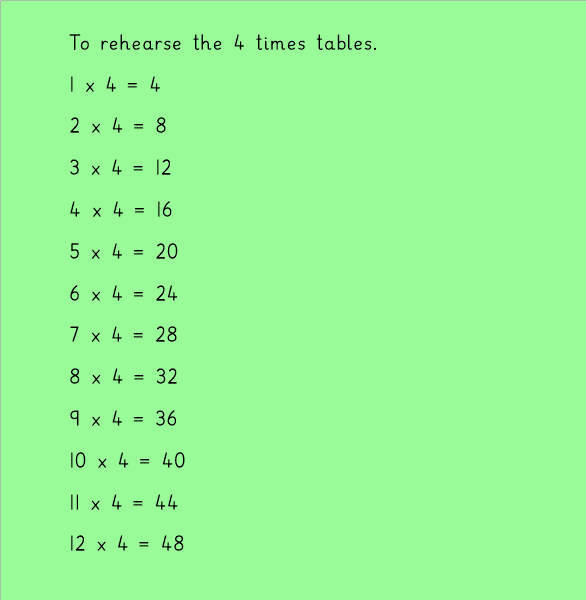 To rehearse the 4 times tables.
1 x 4 = 4
2 x 4 = 8
3 x 4 = 12
4 x 4 = 16
5 x 4 = 20
6 x 4 = 24
7 x 4 = 28
8 x 4 = 32
9 x 4 = 36
10 x 4 = 40
11 x 4 = 44
12 x 4 = 48